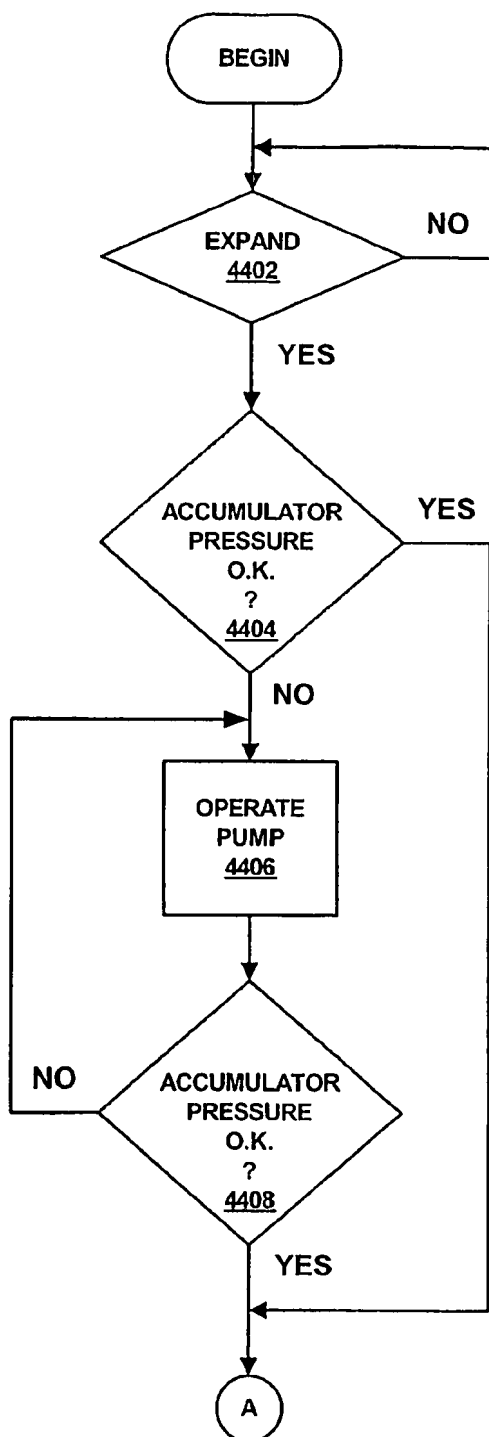 BEGIN
EXPAND
4402
NO
YES
ACCUMULATOR
PRESSURE
O.K.
?
4404
YES
NO
OPERATE
PUMP
4406
NO
ACCUMULATOR
PRESSURE
O.K.
?
4408
YES
A